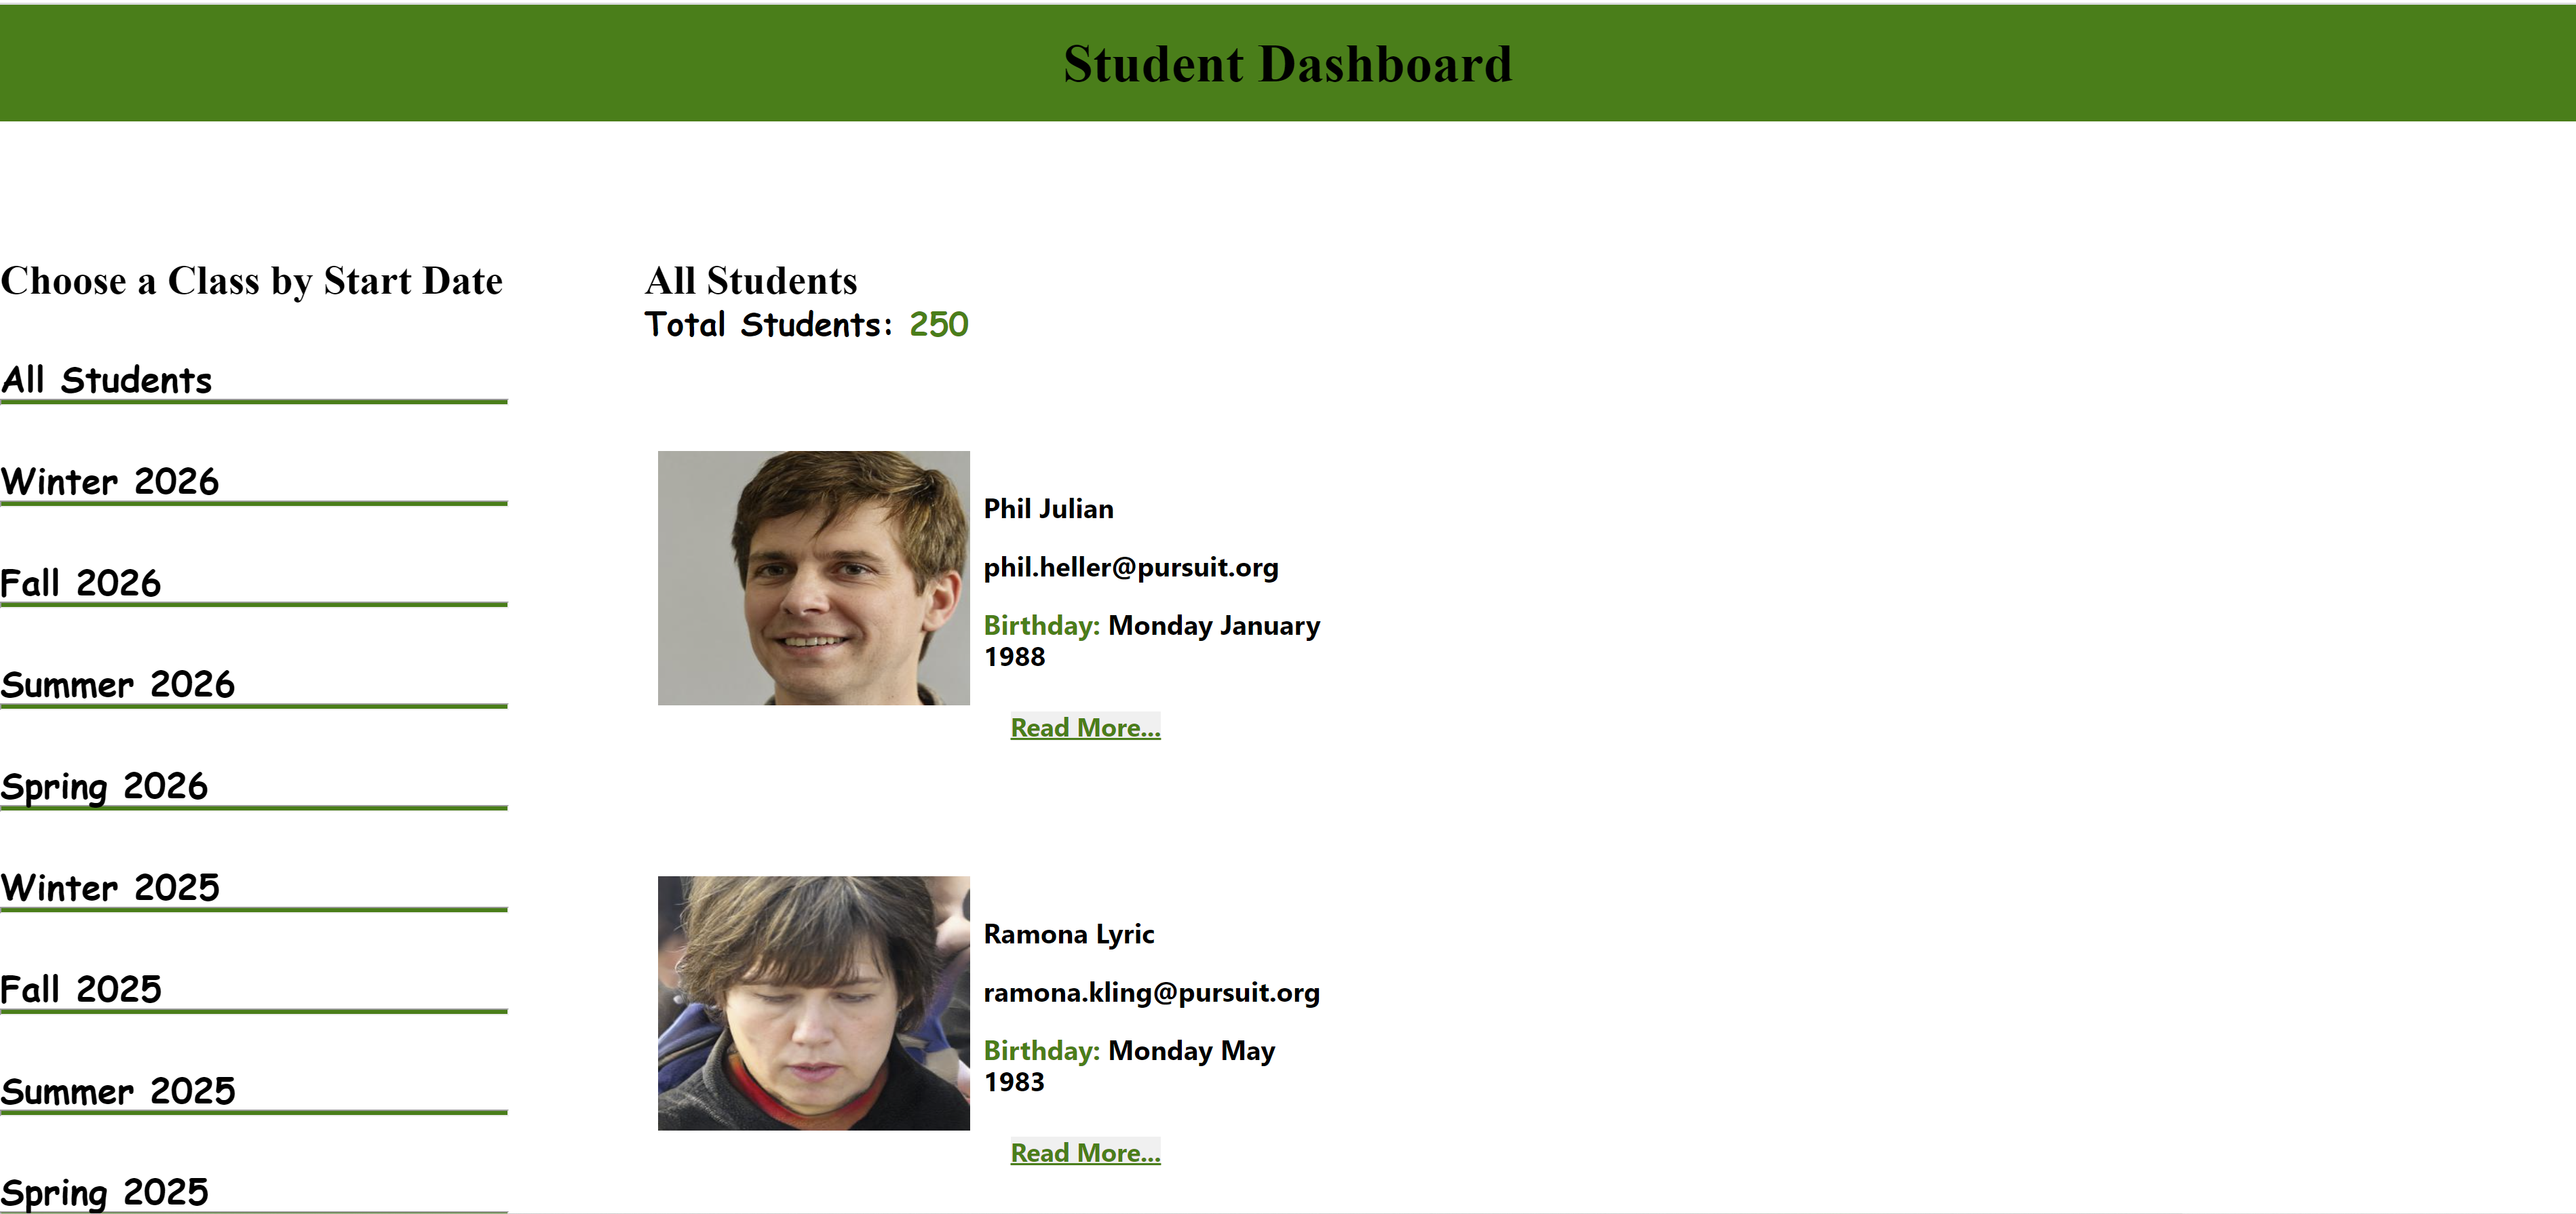 Student Dashboard
Choose a Class by Start Date
All Students
Winter 2026
Fall 2026
Summer 2026
Spring 2026
Winter 2025
Fall 2025
Summer 2025
Spring 2025
All Students
Total Students: 250
Phil Julian
phil.heller@pursuit.org
Birthday: Monday January
1988
Read More...
Ramona Lyric
ramona.kling@pursuit.org
Birthday: Monday May
1983
Read More...